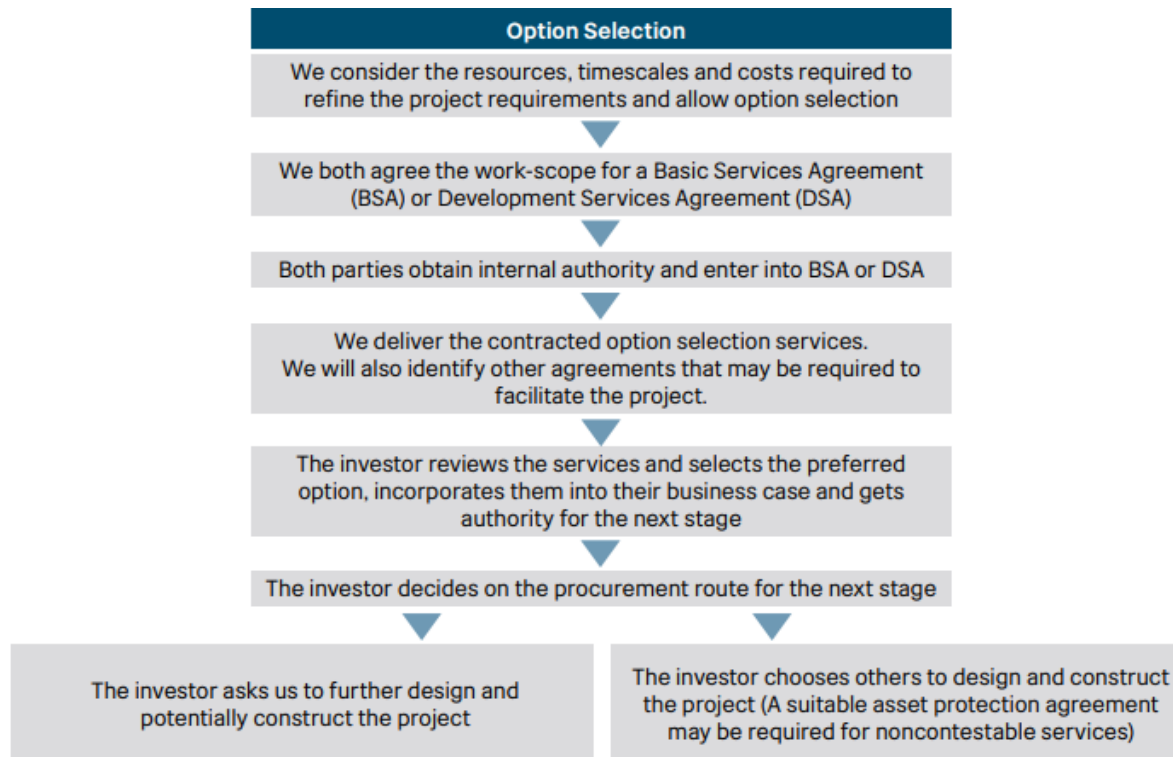 Option Selection
We consider the resources, timescales and costs required to
refine the project requirements and allow option selection
We both agree the work-scope for a Basic Services Agreement
(BSA) or Development Services Agreement (DSA)
Both parties obtain internal authority and enter into BSA or DSA
We deliver the contracted option selection services.
We will also identify other agreements that may be required to
facilitate the project.
The investor reviews the services and selects the preferred
option, incorporates them into their business case and gets
authority for the next stage
The investor decides on the procurement route for the next stage
The investor asks us to further design and
potentially construct the project
The investor chooses others to design and construct
the project (A suitable asset protection agreement
may be required for noncontestable services)